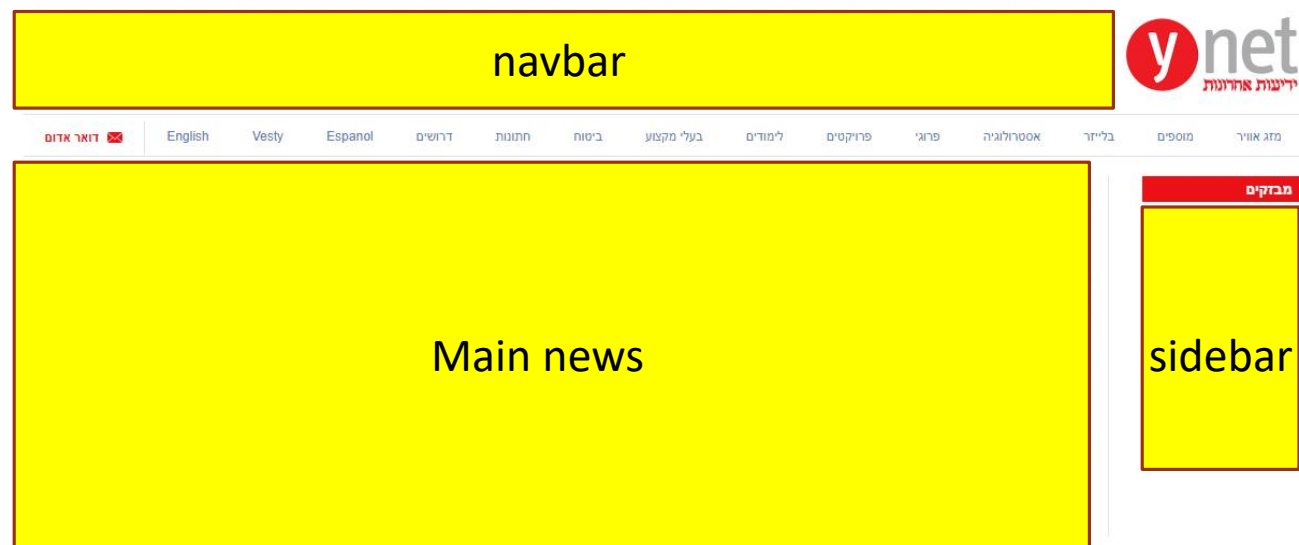 navbar
ynet
ידיעות אחרונות
מזג אוויר מוספים בלייזר אסטרולוגיה פרוגי פרויקטים לימודים בעלי מקצוע ביטוח חתונות דרושים Espanol Vesty English דואר אדום
מבזקים
Main news
sidebar